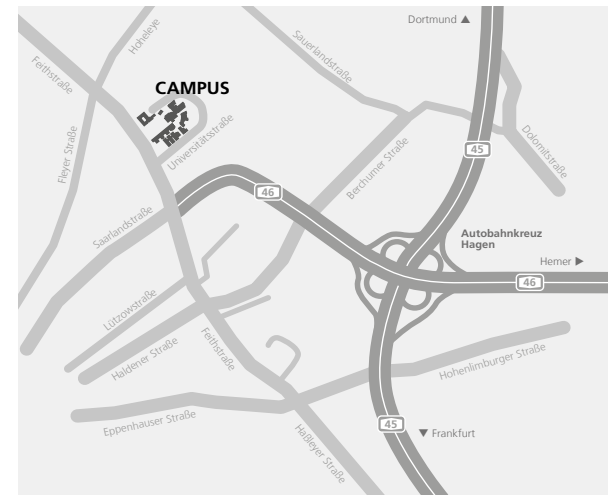 Dortmund ▲
Hoheleye
Sauerlandstraße
Feithstraße
CAMPUS
Fleyer Straße
Universitätsstraße
Dolomitstraße
45
Berchumer Straße
46
Saarlandstraße
Autobahnkreuz
Hagen
Hemer ▶
46
Lützowstraße
Haldener Straße
Feithstraße
Hohenlimburger Straße
Eppenhauser Straße
45
▼ Frankfurt
Haßleyer Straße